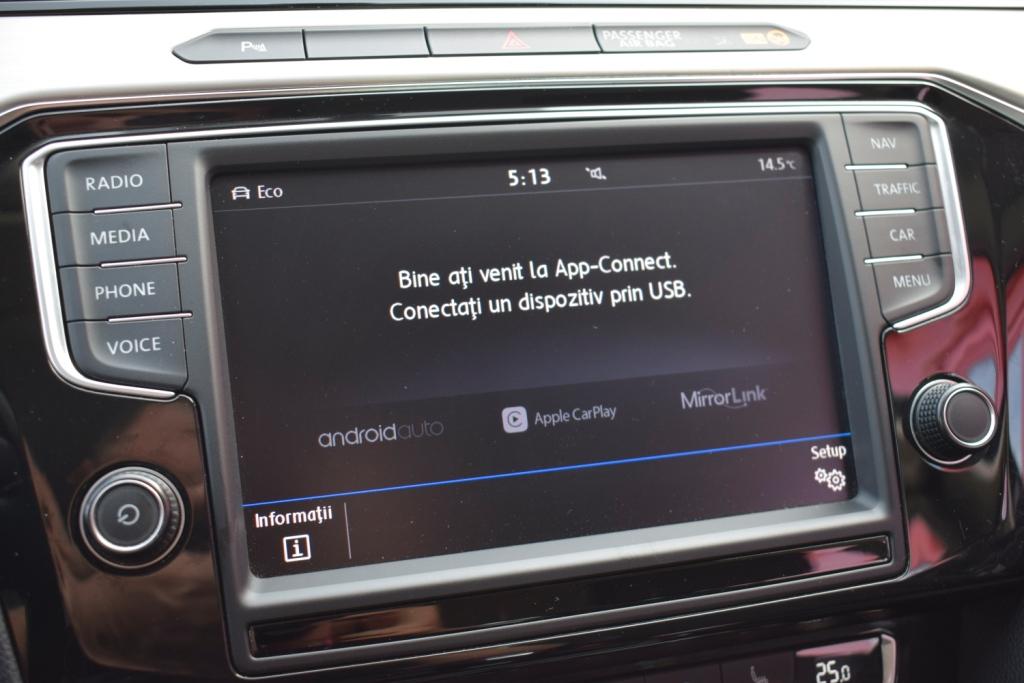 P
PASSENGER
AIR BAG
RADIO
MEDIA
PHONE
VOICE
Eco
5:13
14.5°C
Bine aţi venit la App-Connect.
Conectaţi un dispozitiv prin USB.
androidauto
Apple CarPlay
MirrorLink
Informaţii
i
Setup
NAV
TRAFFIC
CAR
MENU
25.0